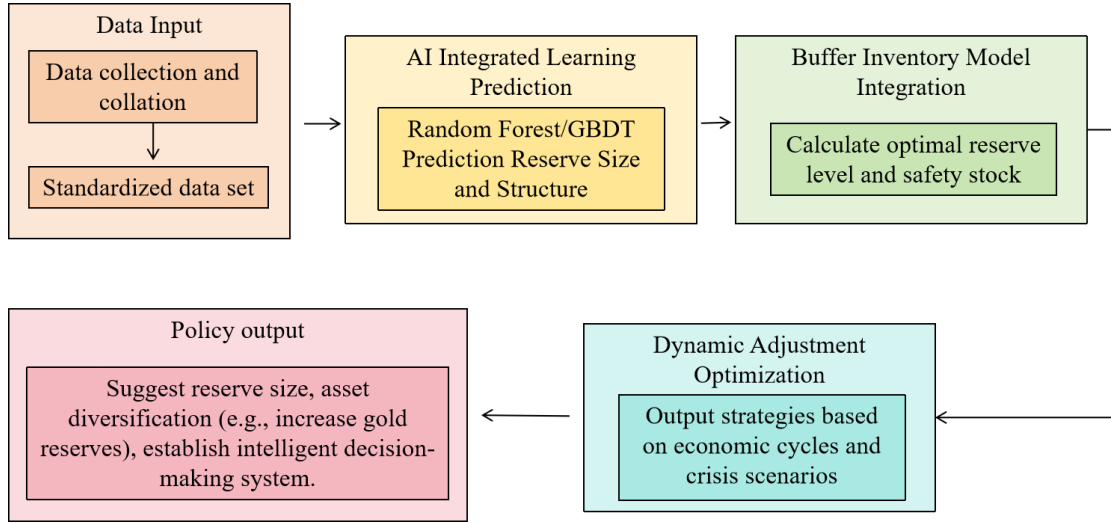 Data Input
Data collection and
collation
Standardized data set
AI Integrated Learning
Prediction
Random Forest/GBDT
Prediction Reserve Size
and Structure
Buffer Inventory Model
Integration
Calculate optimal reserve
level and safety stock
Policy output
Suggest reserve size, asset
diversification (e.g., increase gold
reserves), establish intelligent decision-
making system.
Dynamic Adjustment
Optimization
Output strategies based
on economic cycles and
crisis scenarios